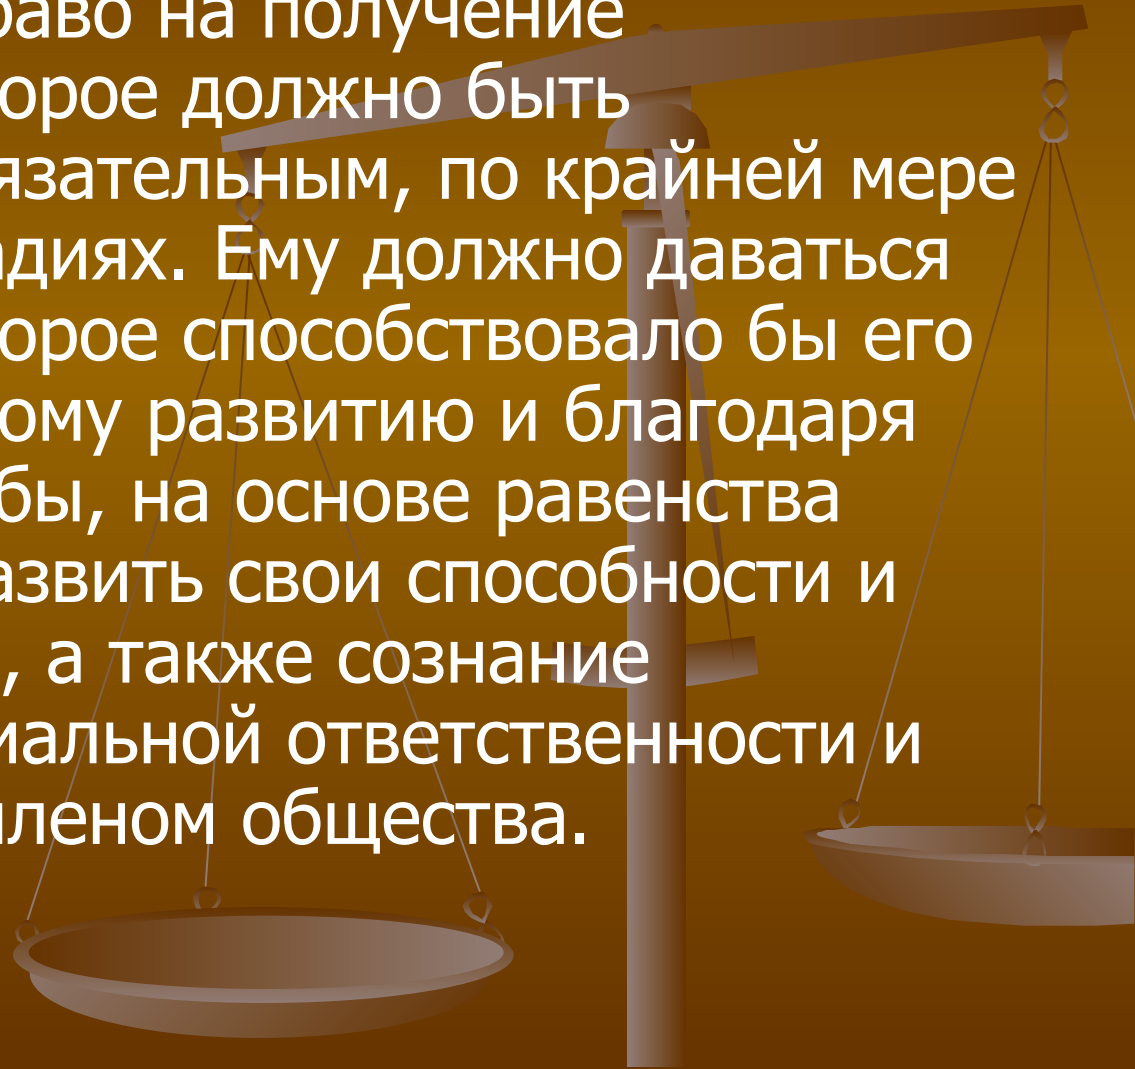 раво на получение
орое должно быть
язательным, по крайней мере
адиях. Ему должно даваться
орое способствовало бы его
ому развитию и благодаря
бы, на основе равенства
азвить свои способности и
, а также сознание
иальной ответственности и
членом общества.